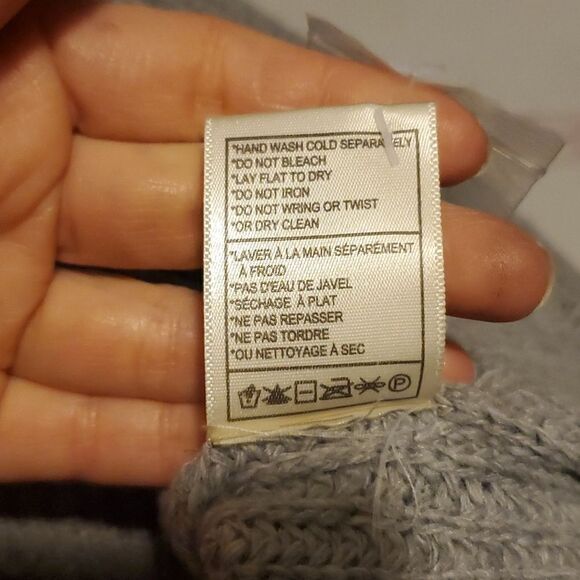 *HAND WASH COLD SEPARATELY
*DO NOT BLEACH
*LAY FLAT TO DRY
*DO NOT IRON
*DO NOT WRING OR TWIST
*OR DRY CLEAN
*LAVER À LA MAIN SÉPARÉMENT
À FROID
*PAS D'EAU DE JAVEL
*SÉCHAGE À PLAT
*NE PAS REPASSER
*NE PAS TORDRE
*OU NETTOYAGE À SEC
P